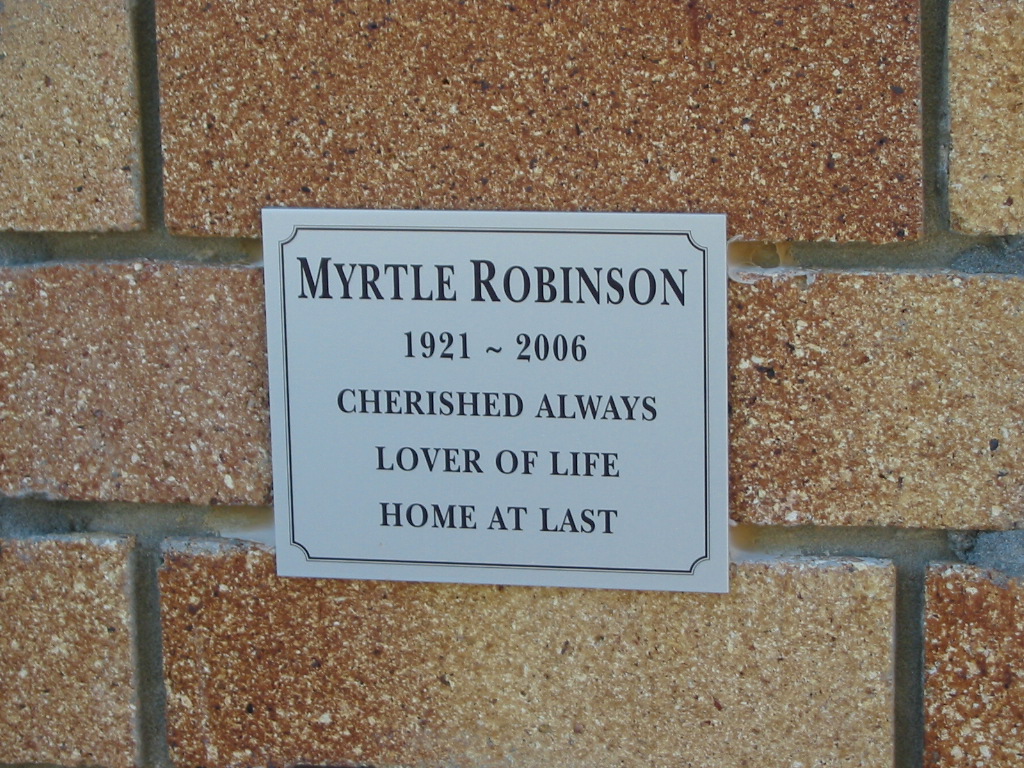 MYRTLE ROBINSON
1921 ~ 2006
CHERISHED ALWAYS
LOVER OF LIFE
HOME AT LAST